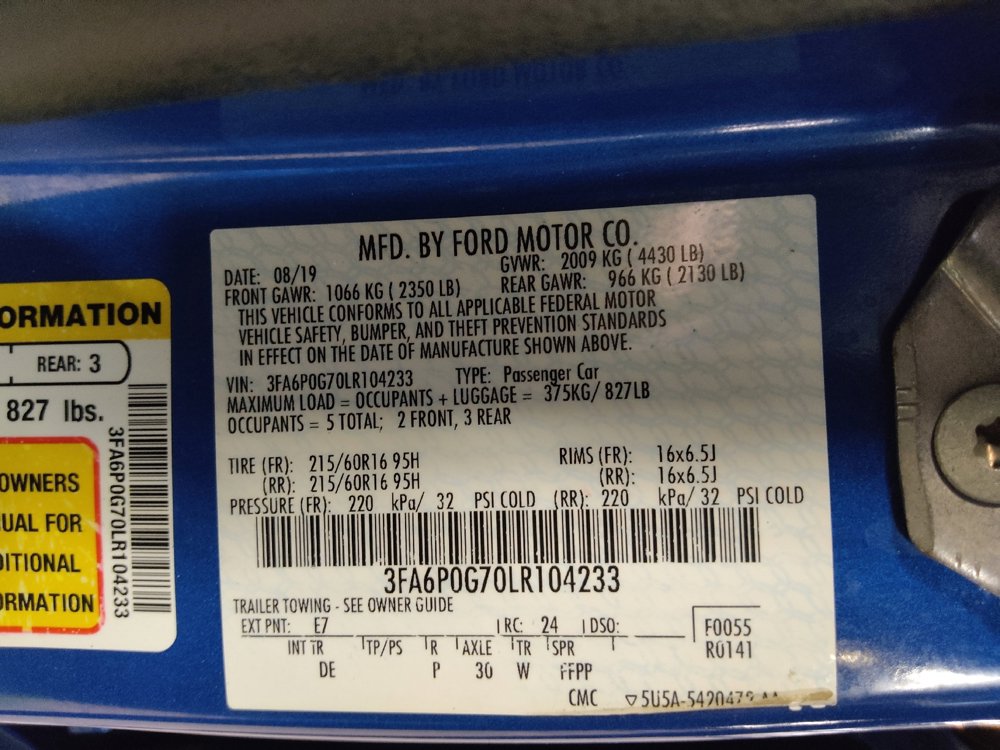 ORMATION
REAR: 3
827 lbs.
OWNERS
UAL FOR
DITIONAL
ORMATION
3FA6P0G70LR104233
MFD. BY FORD MOTOR CO.
DATE: 08/19 GVWR: 2009 KG ( 4430 LB)
FRONT GAWR: 1066 KG ( 2350 LB) REAR GAWR: 966 KG ( 2130 LB)
THIS VEHICLE CONFORMS TO ALL APPLICABLE FEDERAL MOTOR
VEHICLE SAFETY, BUMPER, AND THEFT PREVENTION STANDARDS
IN EFFECT ON THE DATE OF MANUFACTURE SHOWN ABOVE.
VIN: 3FA6P0G70LR104233 TYPE: Passenger Car
MAXIMUM LOAD = OCCUPANTS + LUGGAGE = 375KG/ 827LB
OCCUPANTS = 5 TOTAL; 2 FRONT, 3 REAR
TIRE (FR): 215/60R16 95H RIMS (FR): 16x6.5J
(RR): 215/60R16 95H (RR): 16x6.5J
PRESSURE (FR): 220 kPa/ 32 PSI COLD (RR): 220 kPa/ 32 PSI COLD
3FA6P0G70LR104233
TRAILER TOWING - SEE OWNER GUIDE
EXT PNT: E7 RC: 24 DSO: F0055
INT TR TP/PS R AXLE TR SPR R0141
DE P 30 W FFPP
CMC